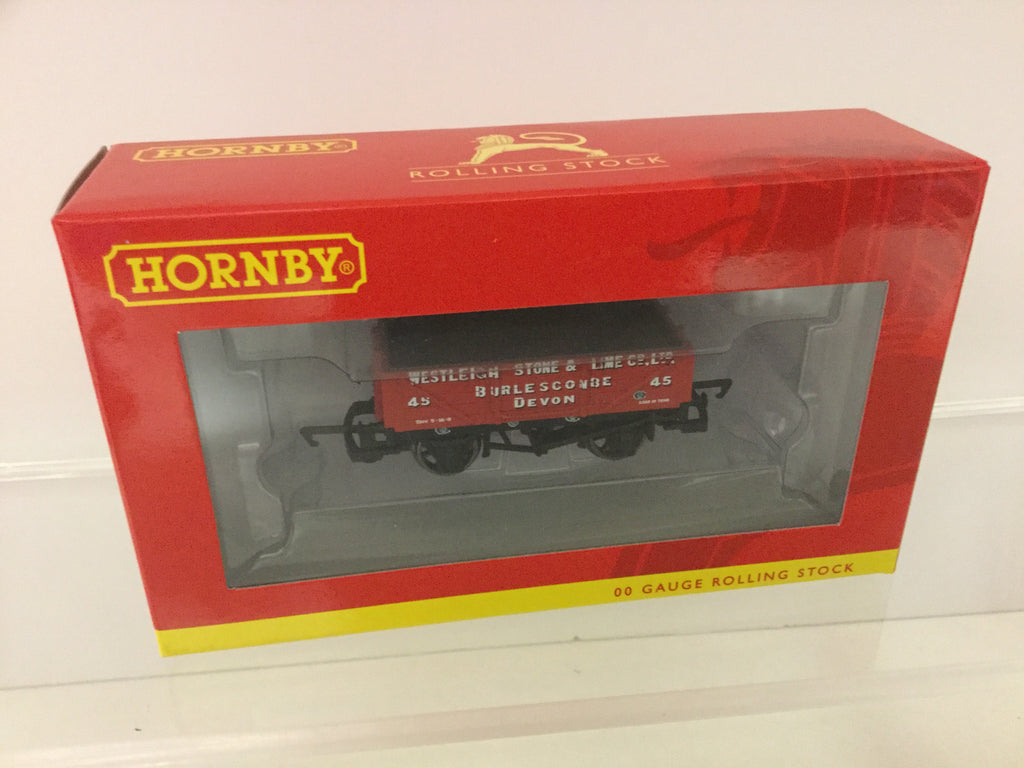 HORNBY
ROLLING STOCK
HORNBY®
WESTLEIGH STONE & LIME CO. LTD.
45 BURLESCOMBE 45
DEVON
00 GAUGE ROLLING STOCK